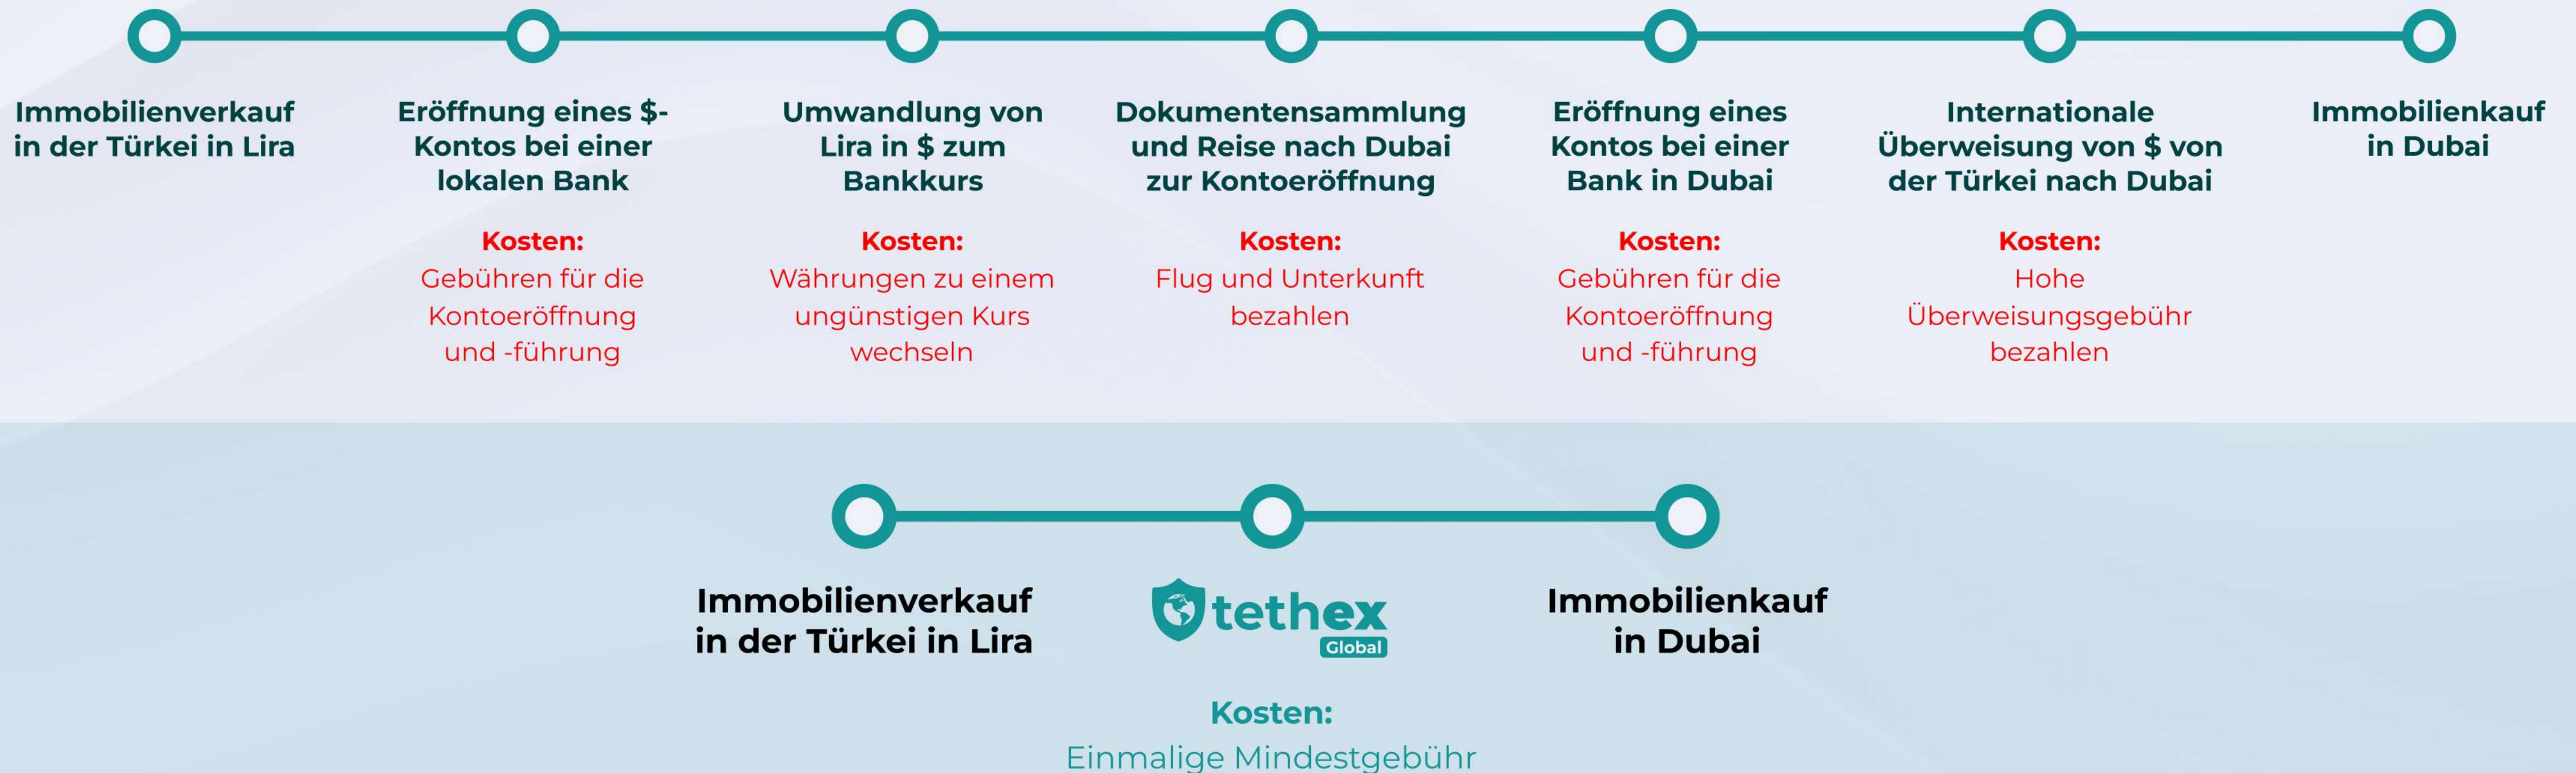 Immobilienverkauf
in der Türkei in Lira
Eröffnung eines $-
Kontos bei einer
lokalen Bank
Kosten:
Gebühren für die
Kontoeröffnung
und -führung
Umwandlung von
Lira in $ zum
Bankkurs
Kosten:
Währungen zu einem
ungünstigen Kurs
wechseln
Dokumentensammlung
und Reise nach Dubai
zur Kontoeröffnung
Kosten:
Flug und Unterkunft
bezahlen
Eröffnung eines
Kontos bei einer
Bank in Dubai
Kosten:
Gebühren für die
Kontoeröffnung
und -führung
Internationale
Überweisung von $ von
der Türkei nach Dubai
Kosten:
Hohe
Überweisungsgebühr
bezahlen
Immobilienkauf
in Dubai
Immobilienverkauf
in der Türkei in Lira
tethex
Global
Kosten:
Einmalige Mindestgebühr
Immobilienkauf
in Dubai